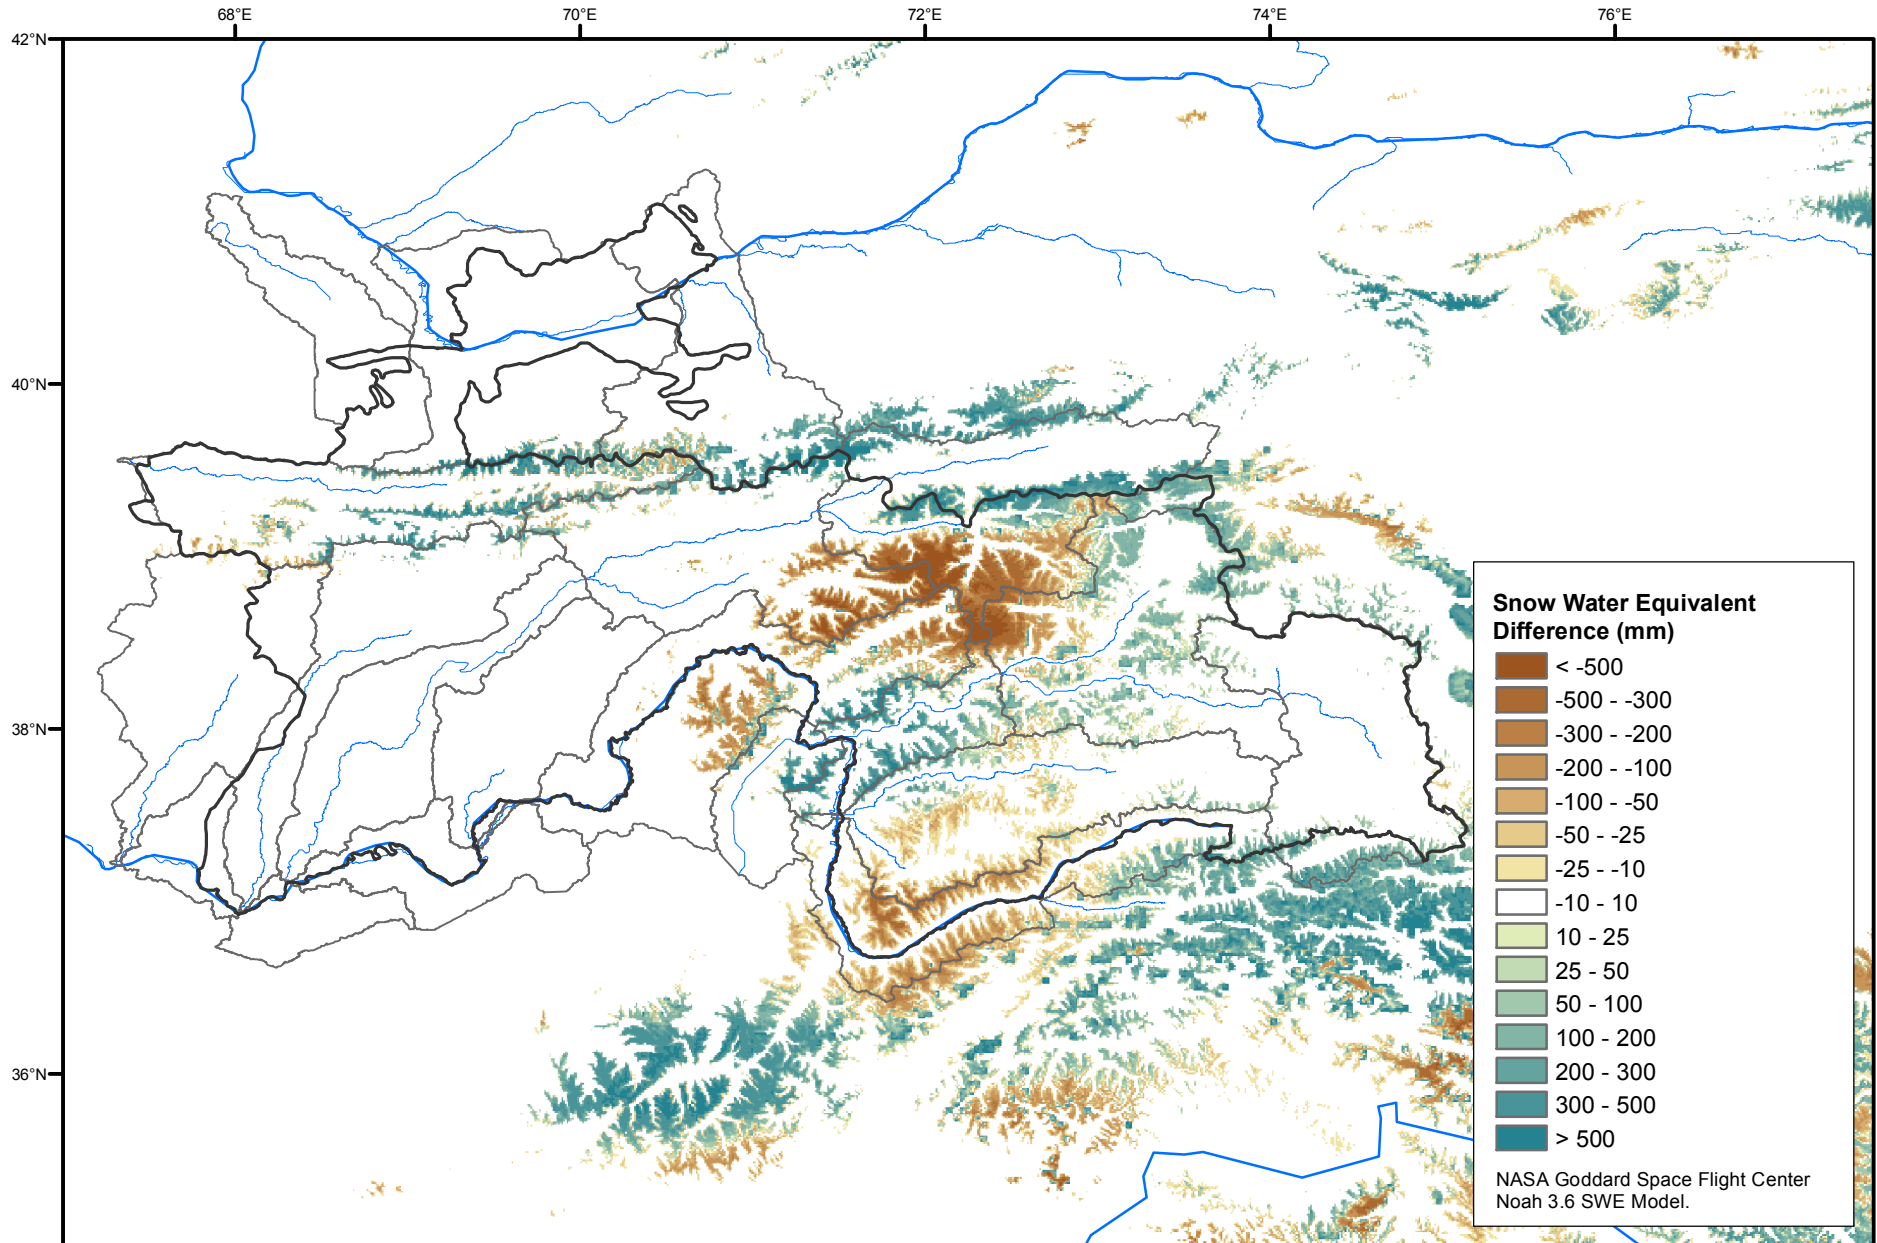 68°E
70°E
72°E
74°E
76°E
42°N
40°N
38°N
36°N
Snow Water Equivalent
Difference (mm)
< -500
-500 - -300
-300 - -200
-200 - -100
-100 - -50
-50 - -25
-25 - -10
-10 - 10
10 - 25
25 - 50
50 - 100
100 - 200
200 - 300
300 - 500
> 500
NASA Goddard Space Flight Center
Noah 3.6 SWE Model.